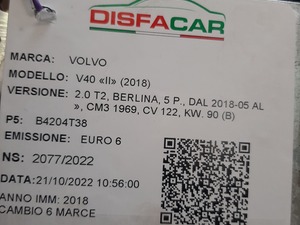 DISFACAR
MARCA: VOLVO
MODELLO: V40 «II» (2018)
VERSIONE: 2.0 T2, BERLINA, 5 P., DAL 2018-05 AL
», CM3 1969, CV 122, KW. 90 (B)
P5: B4204T38
EMISSIONE: EURO 6
NS: 2077/2022
DATA: 21/10/2022 10:56:00
ANNO IMM: 2018
CAMBIO 6 MARCE